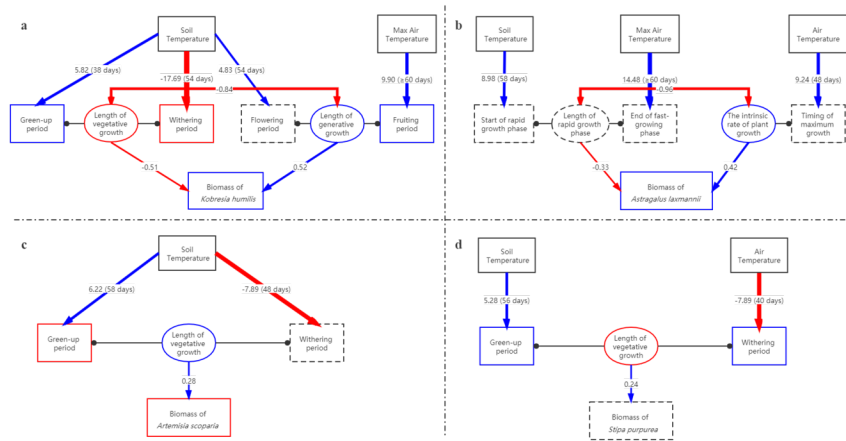 a
Soil
Temperature
Max Air
Temperature
5.82 (38 days)
-17.69 (54 days)
4.83 (54 days)
9.90 (≥60 days)
-0.84
Green-up
period
Length of
vegetative
growth
Withering
period
Flowering
period
Length of
generative
growth
Fruiting
period
-0.51
0.52
Biomass of
Kobresia humilis
b
Soil
Temperature
Max Air
Temperature
Air
Temperature
8.98 (58 days)
14.48 (≥60 days)
9.24 (48 days)
-0.96
Start of rapid
growth phase
Length of
rapid growth
phase
End of fast-
growing
phase
The intrinsic
rate of plant
growth
Timing of
maximum
growth
-0.33
0.42
Biomass of
Astragalus laxmannii
c
Soil
Temperature
6.22 (58 days)
-7.89 (48 days)
Green-up
period
Length of
vegetative
growth
Withering
period
0.28
Biomass of
Artemisia scoparia
d
Soil
Temperature
Air
Temperature
5.28 (56 days)
-7.89 (40 days)
Green-up
period
Length of
vegetative
growth
Withering
period
0.24
Biomass of
Stipa purpurea